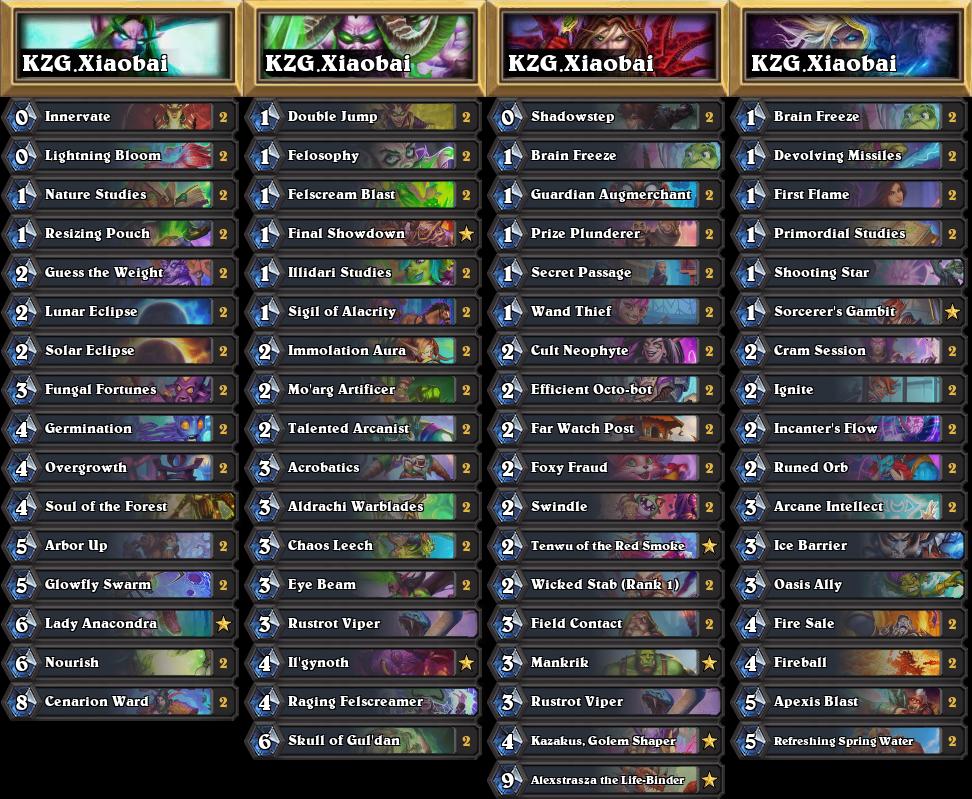 KZG.Xiaobai
0 Innervate 2
0 Lightning Bloom 2
1 Nature Studies 2
1 Resizing Pouch 2
2 Guess the Weight 2
2 Lunar Eclipse 2
2 Solar Eclipse 2
3 Fungal Fortunes 2
4 Germination 2
4 Overgrowth 2
4 Soul of the Forest
5 Arbor Up 2
5 Glowfly Swarm 2
6 Lady Anacondra
6 Nourish 2
8 Cenarion Ward 2
KZG.Xiaobai
1 Double Jump 2
1 Felosophy 2
1 Felscream Blast 2
1 Final Showdown
1 Illidari Studies 2
1 Sigil of Alacrity 2
2 Immolation Aura 2
2 Mo'arg Artificer 2
2 Talented Arcanist 2
3 Acrobatics 2
3 Aldrachi Warblades 2
3 Chaos Leech 2
3 Eye Beam 2
3 Rustrot Viper
4 Il'gynoth
4 Raging Felscreamer
6 Skull of Gul'dan 2
KZG.Xiaobai
0 Shadowstep 2
1 Brain Freeze
1 Guardian Augmerchant 2
1 Prize Plunderer 2
1 Secret Passage 2
1 Wand Thief 2
2 Cult Neophyte 2
2 Efficient Octo-bot 2
2 Far Watch Post 2
2 Foxy Fraud 2
2 Swindle 2
2 Tenwu of the Red Smoke
2 Wicked Stab (Rank 1) 2
3 Field Contact 2
3 Mankrik
3 Rustrot Viper
4 Kazakus, Golem Shaper
9 Alexstrasza the Life-Binder
KZG.Xiaobai
1 Brain Freeze 2
1 Devolving Missiles 2
1 First Flame 2
1 Primordial Studies 2
1 Shooting Star
1 Sorcerer's Gambit
2 Cram Session 2
2 Ignite 2
2 Incanter's Flow 2
2 Runed Orb 2
3 Arcane Intellect 2
3 Ice Barrier
3 Oasis Ally
4 Fire Sale 2
4 Fireball 2
5 Apexis Blast 2
5 Refreshing Spring Water 2